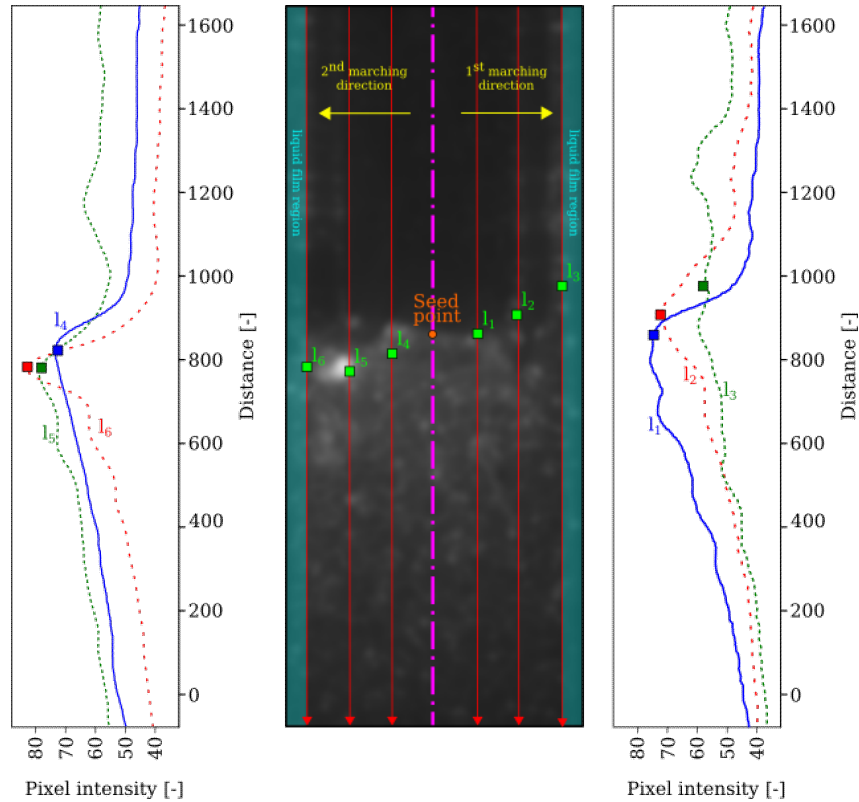 1600
1400
1200
1000
800
600
400
200
0
Distance [-]
80
70
60
50
40
Pixel intensity [-]
l4
l5
l6
2nd marching
direction
1st marching
direction
liquid film region
liquid film region
Seed
point
l1
l2
l3
l4
l5
l6
1600
1400
1200
1000
800
600
400
200
0
Distance [-]
80
70
60
50
40
Pixel intensity [-]
l1
l2
l3